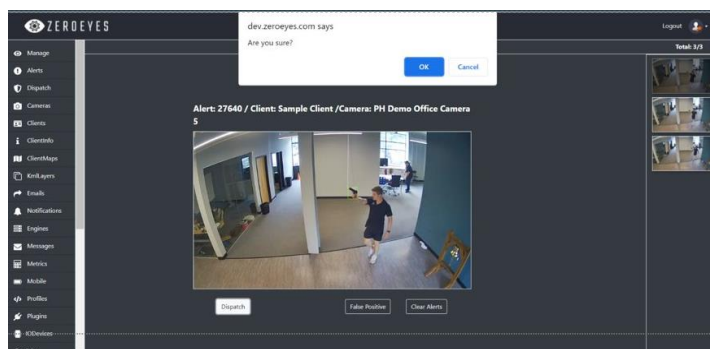 ZEROEYES
dev.zeroeyes.com says
Are you sure?
OK
Cancel
Logout
Total: 3/3
Manage
Alerts
Dispatch
Cameras
Clients
ClientInfo
ClientMaps
KmlLayers
Emails
Notifications
Engines
Messages
Metrics
Mobile
Profiles
Plugins
IODevices
Alert: 27640 / Client: Sample Client /Camera: PH Demo Office Camera
5
Dispatch
False Positive
Clear Alerts